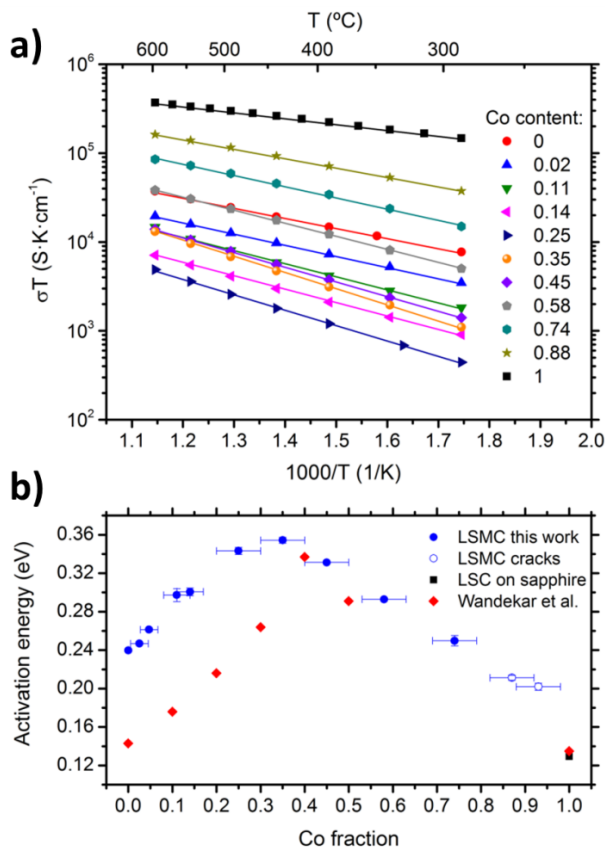 a)
T (ºC)
600 500 400 300
10^6
10^5
10^4
10^3
10^2
σT (S·K·cm^-1)
Co content:
0
0.02
0.11
0.14
0.25
0.35
0.45
0.58
0.74
0.88
1
1.1 1.2 1.3 1.4 1.5 1.6 1.7 1.8 1.9 2.0
1000/T (1/K)
b)
0.36
0.32
0.28
0.24
0.20
0.16
0.12
Activation energy (eV)
LSMC this work
LSMC cracks
LSC on sapphire
Wandekar et al.
0.0 0.1 0.2 0.3 0.4 0.5 0.6 0.7 0.8 0.9 1.0
Co fraction